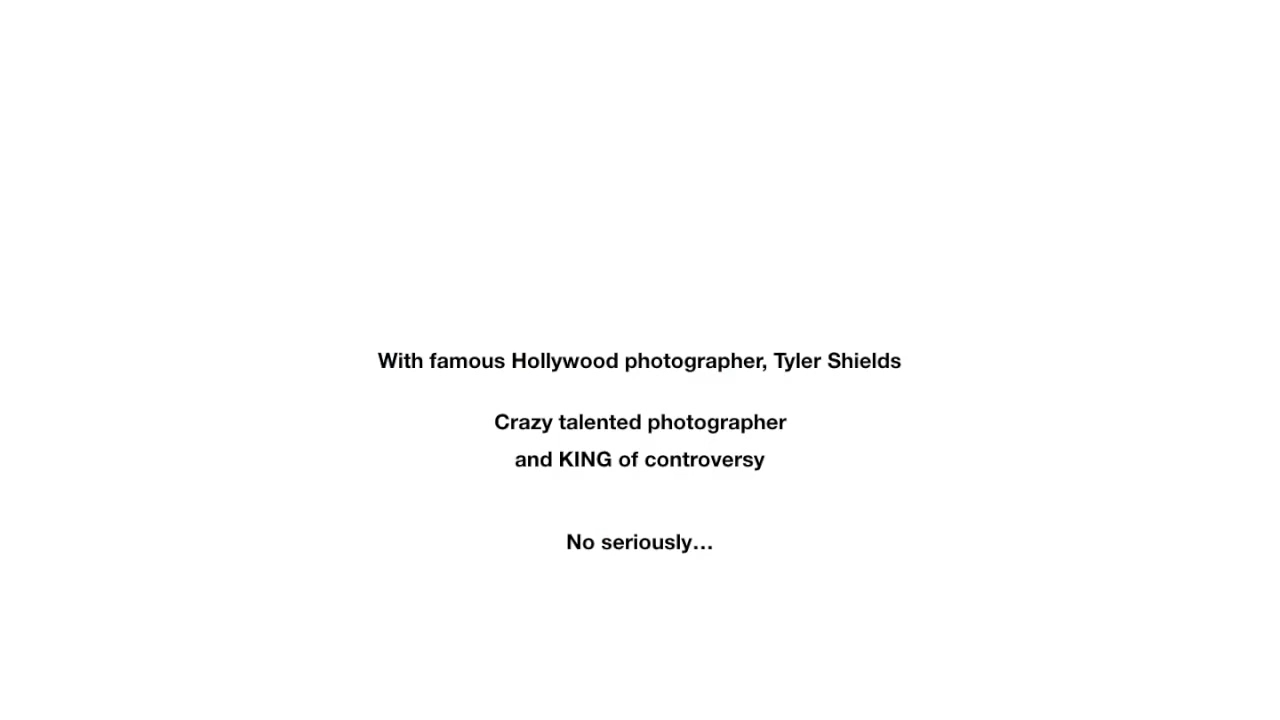 With famous Hollywood photographer, Tyler Shields
Crazy talented photographer
and KING of controversy
No seriously…